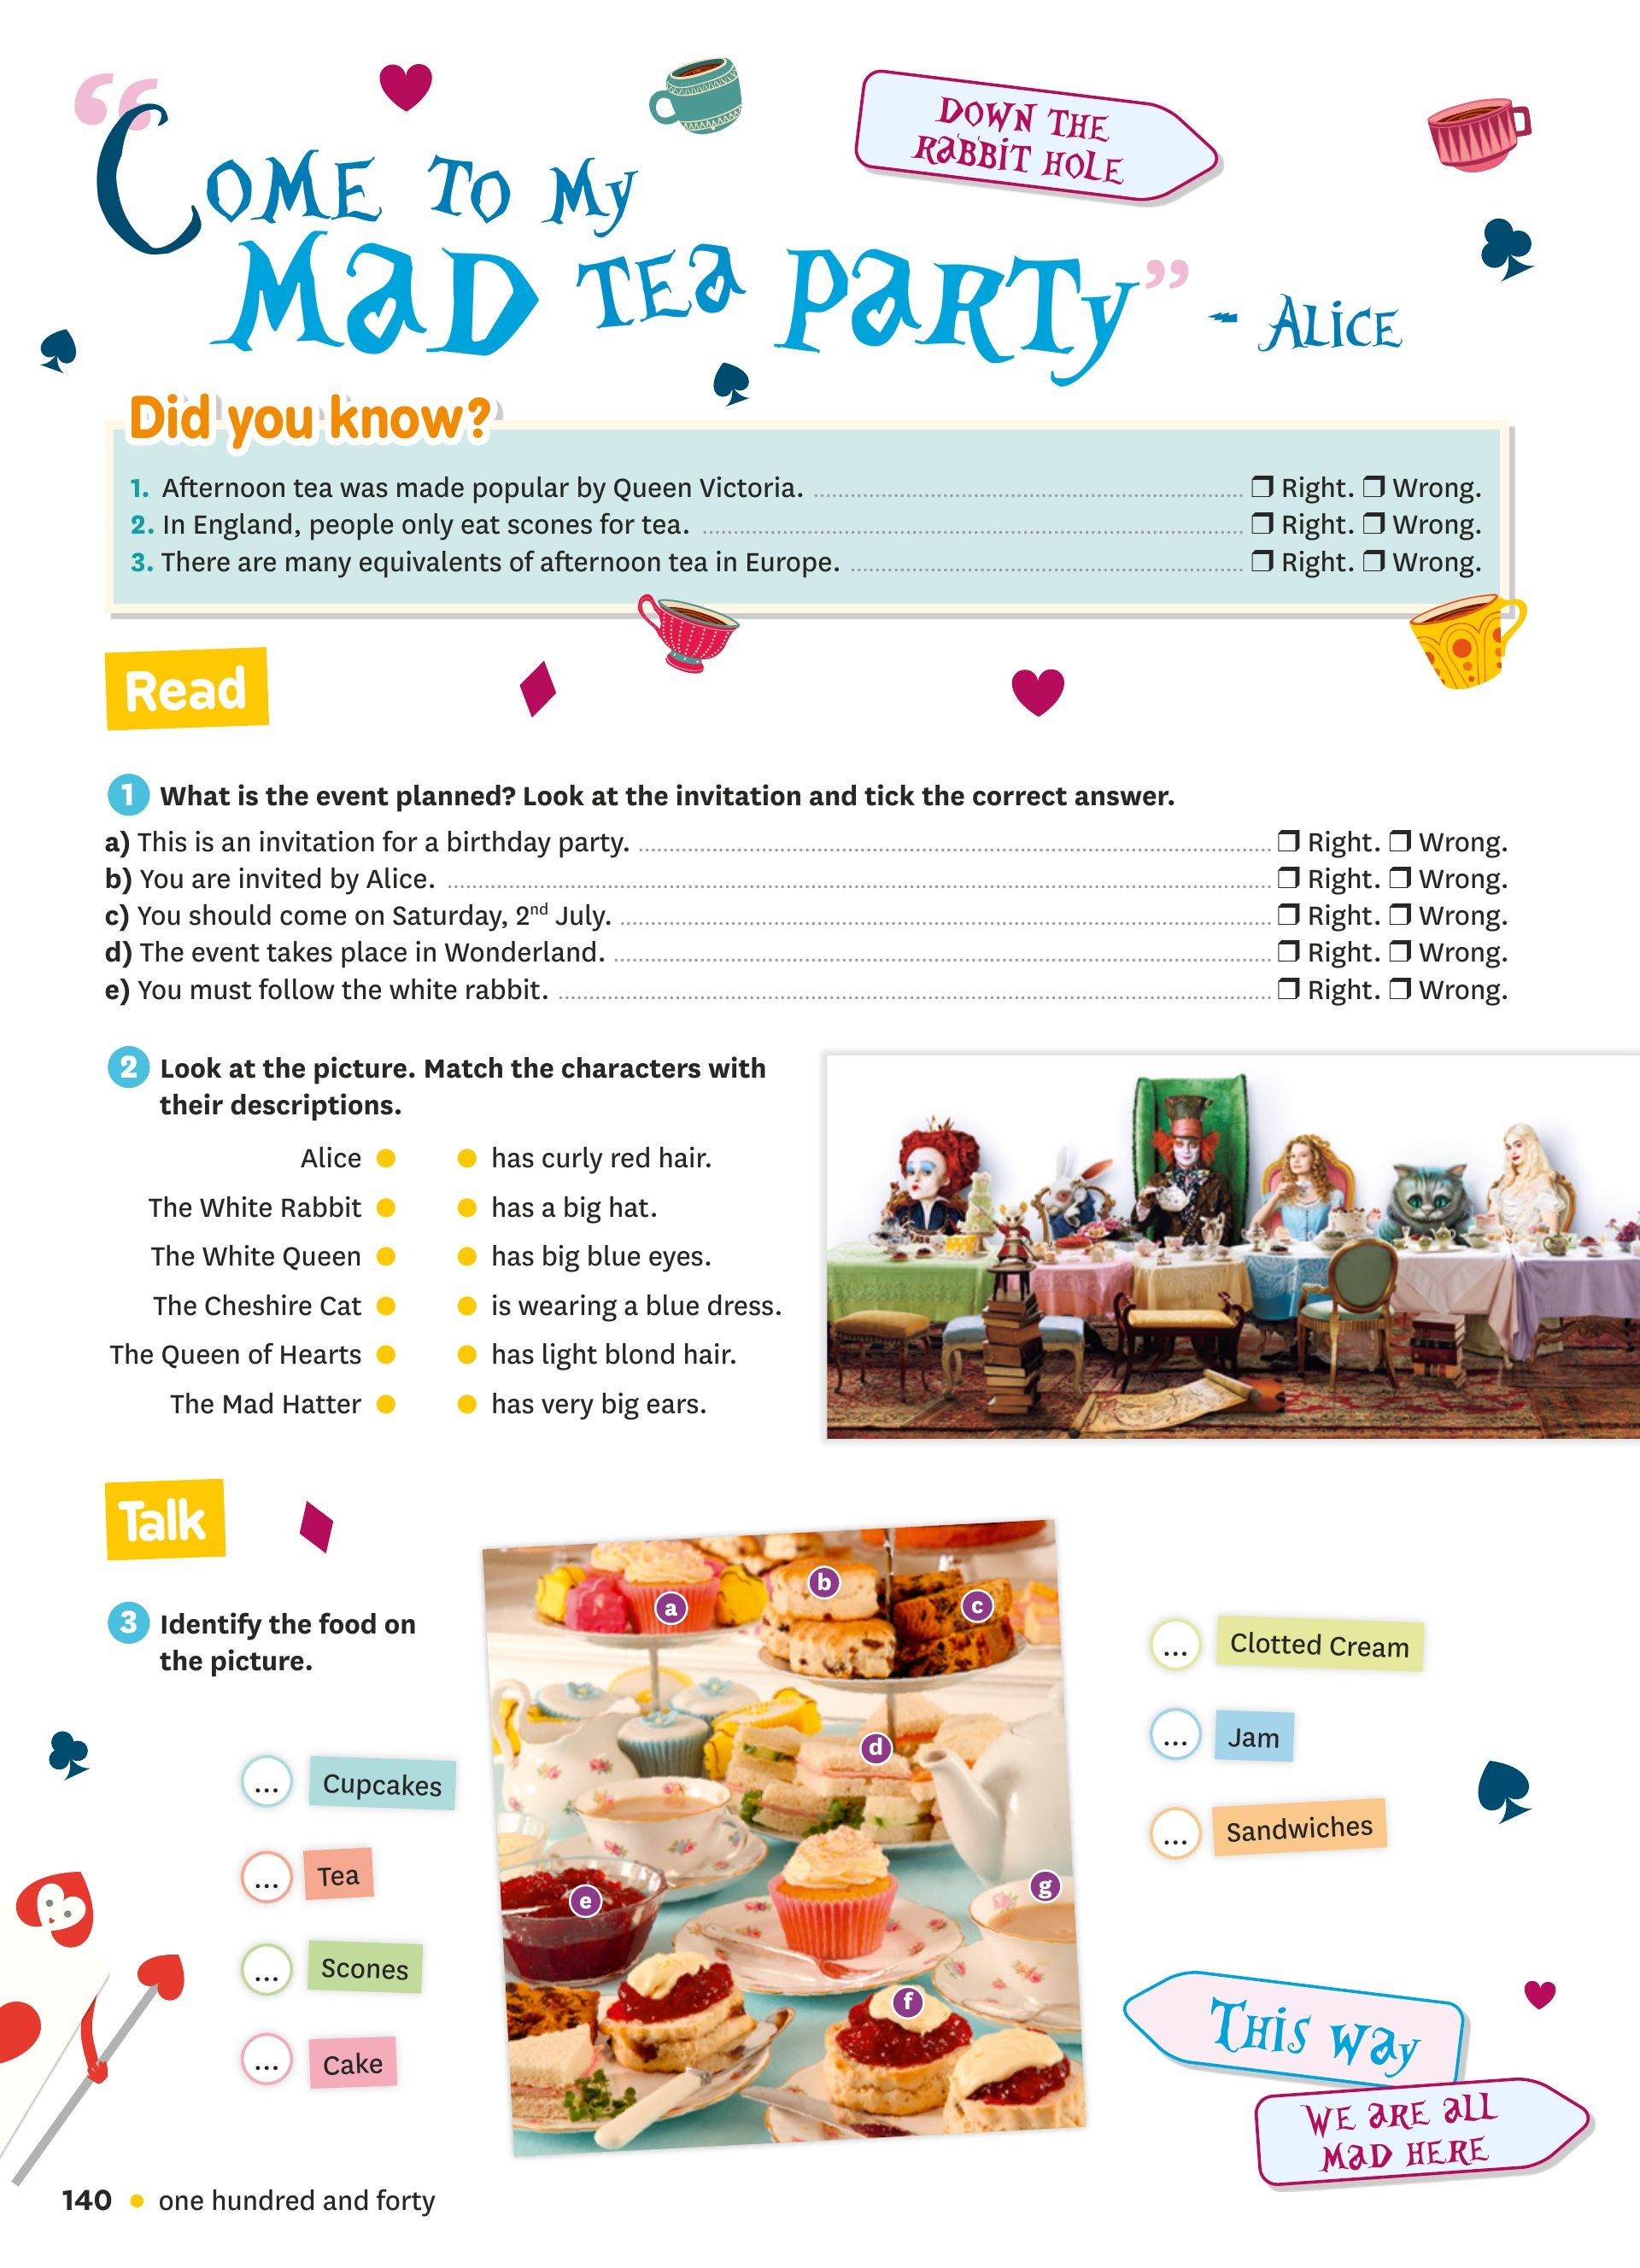 “Come to my
mad tea party” - Alice
Down the
rabbit hole
Did you know?
1. Afternoon tea was made popular by Queen Victoria. ❒ Right. ❒ Wrong.
2. In England, people only eat scones for tea. ❒ Right. ❒ Wrong.
3. There are many equivalents of afternoon tea in Europe. ❒ Right. ❒ Wrong.
Read
1 What is the event planned? Look at the invitation and tick the correct answer.
a) This is an invitation for a birthday party. ❒ Right. ❒ Wrong.
b) You are invited by Alice. ❒ Right. ❒ Wrong.
c) You should come on Saturday, 2nd July. ❒ Right. ❒ Wrong.
d) The event takes place in Wonderland. ❒ Right. ❒ Wrong.
e) You must follow the white rabbit. ❒ Right. ❒ Wrong.
2 Look at the picture. Match the characters with
their descriptions.
Alice ● ● has curly red hair.
The White Rabbit ● ● has a big hat.
The White Queen ● ● has big blue eyes.
The Cheshire Cat ● ● is wearing a blue dress.
The Queen of Hearts ● ● has light blond hair.
The Mad Hatter ● ● has very big ears.
Talk
3 Identify the food on
the picture.
... Cupcakes
... Tea
... Scones
... Cake
a
b
c
d
e
g
f
... Clotted Cream
... Jam
... Sandwiches
This way
We are all
mad here
140 ● one hundred and forty